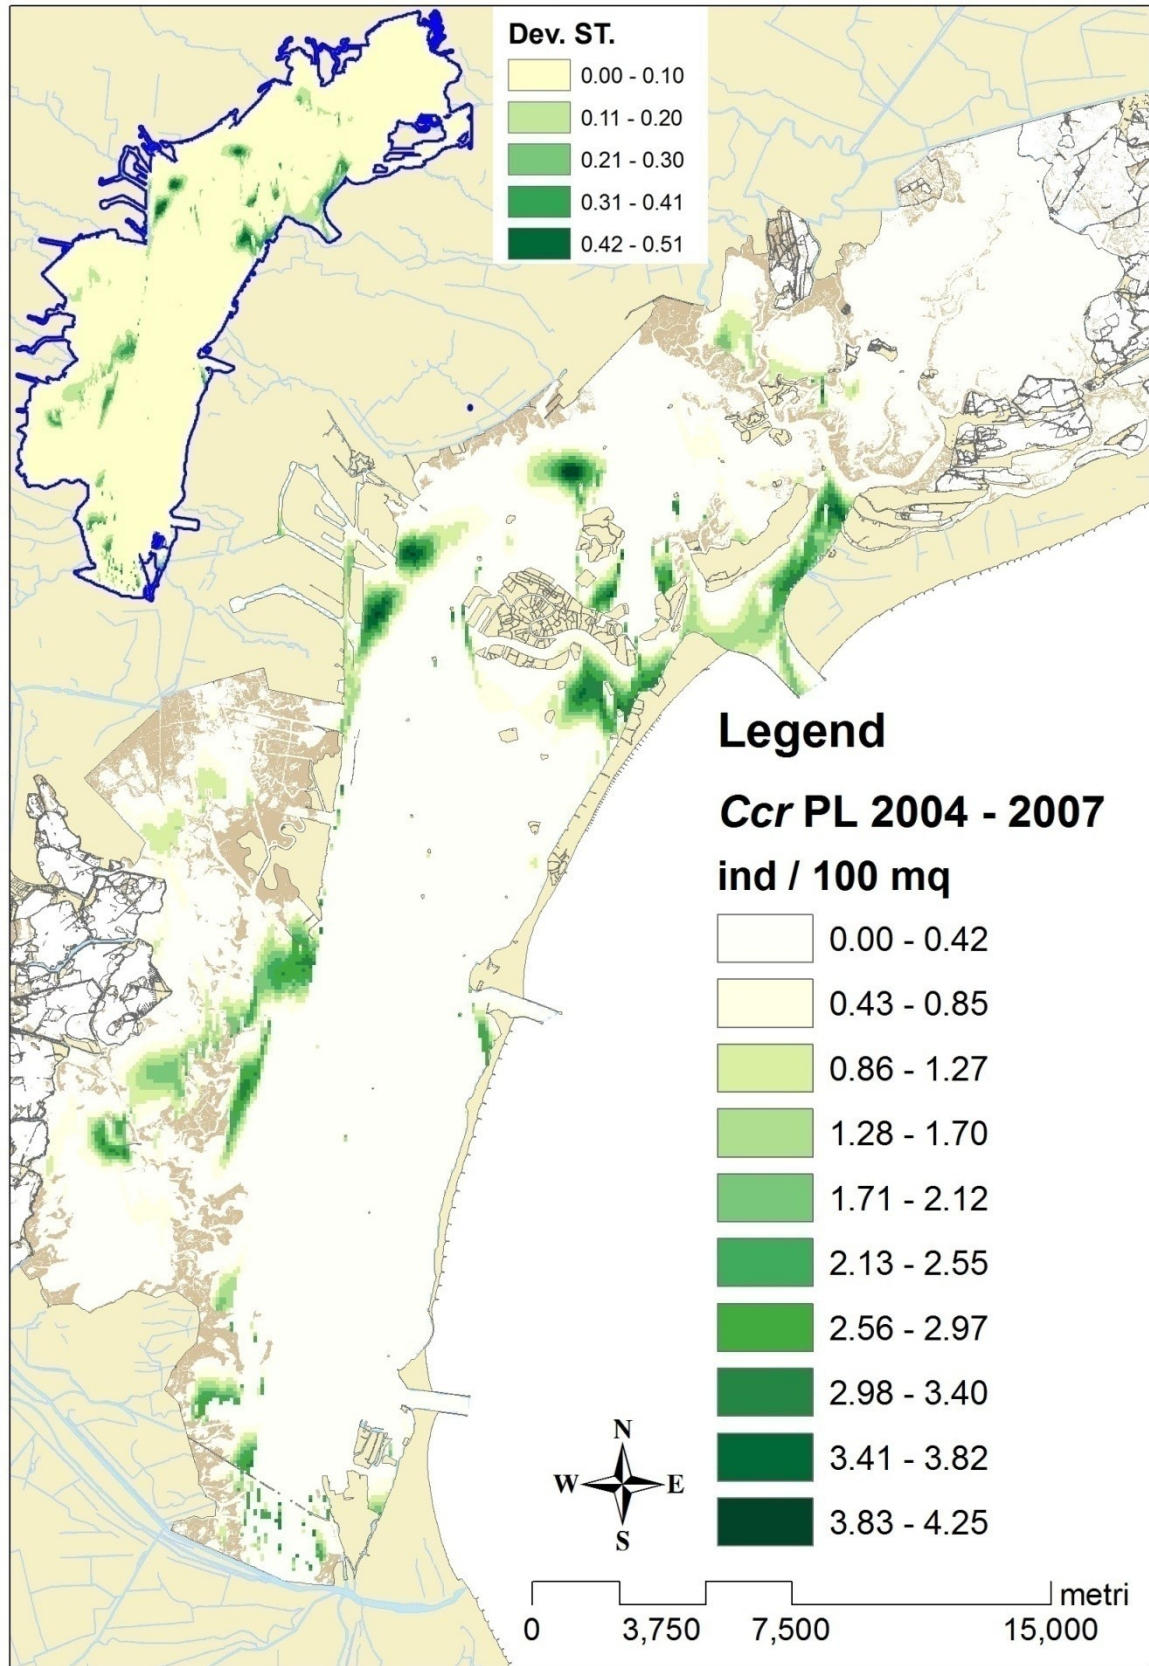 Dev. ST.
0.00 - 0.10
0.11 - 0.20
0.21 - 0.30
0.31 - 0.41
0.42 - 0.51
Legend
Ccr PL 2004 - 2007
ind / 100 mq
0.00 - 0.42
0.43 - 0.85
0.86 - 1.27
1.28 - 1.70
1.71 - 2.12
2.13 - 2.55
2.56 - 2.97
2.98 - 3.40
3.41 - 3.82
3.83 - 4.25
N
W E
S
metri
0 3,750 7,500 15,000